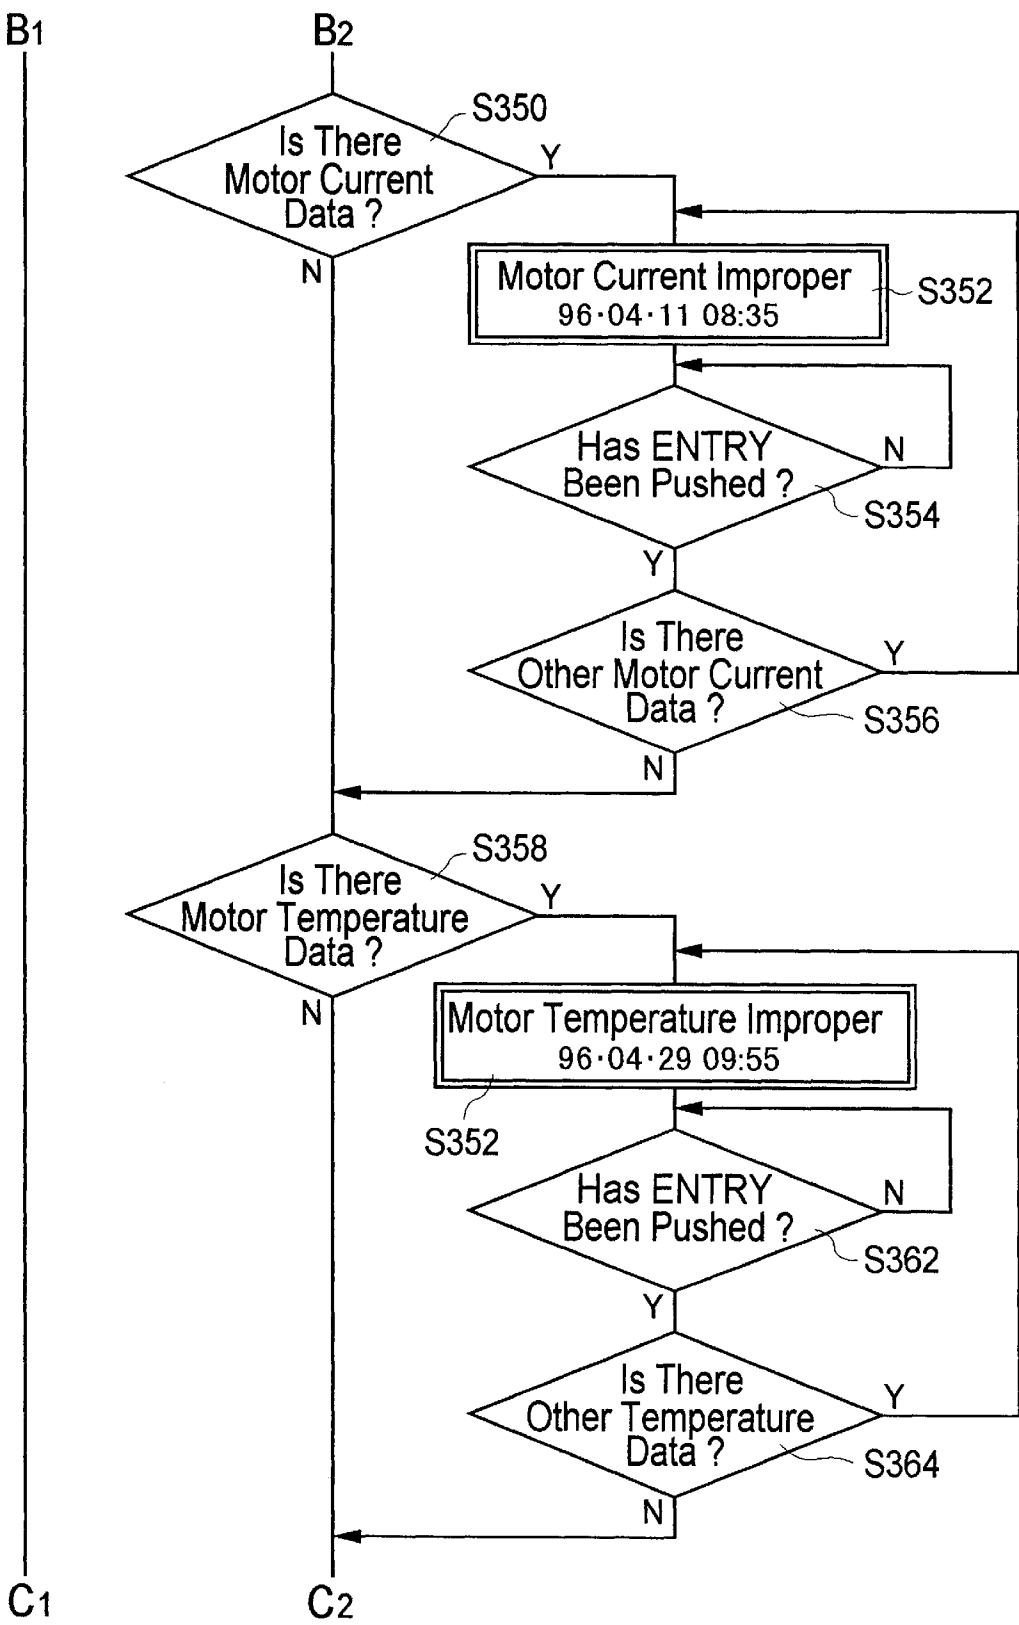 B1
B2
S350
Is There
Motor Current
Data ?
Y
N
Motor Current Improper
96·04·11 08:35
S352
Has ENTRY
Been Pushed ?
N
S354
Y
Is There
Other Motor Current
Data ?
Y
S356
N
S358
Is There
Motor Temperature
Data ?
Y
N
Motor Temperature Improper
96·04·29 09:55
S352
Has ENTRY
Been Pushed ?
N
S362
Y
Is There
Other Temperature
Data ?
Y
S364
N
C1
C2